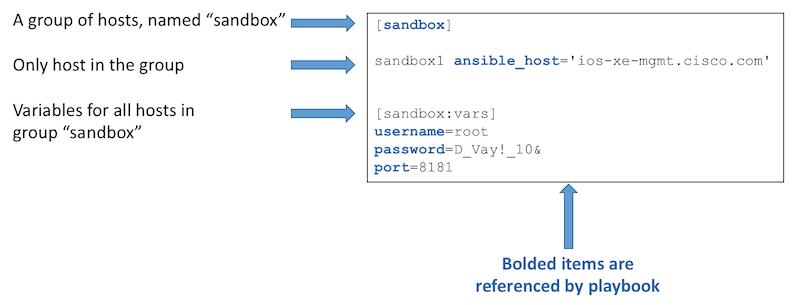 A group of hosts, named “sandbox”
[sandbox]
Only host in the group
sandbox1 ansible_host='ios-xe-mgmt.cisco.com'
Variables for all hosts in
group “sandbox”
[sandbox:vars]
username=root
password=D_Vay!_10&
port=8181
Bolded items are
referenced by playbook